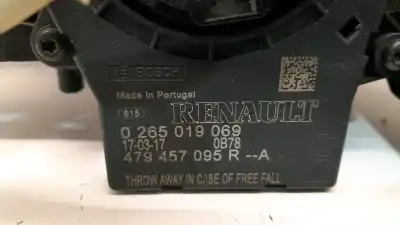 BOSCH
Made in Portugal
615 RENAULT
0 265 019 069
17-03-17 0B78
479 457 095 R --A
THROW AWAY IN CASE OF FREE FALL